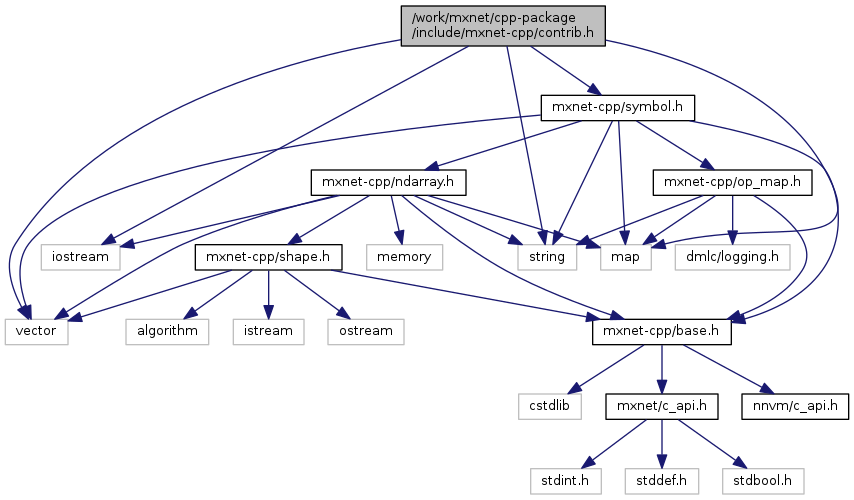 /work/mxnet/cpp-package
/include/mxnet-cpp/contrib.h
mxnet-cpp/symbol.h
mxnet-cpp/ndarray.h
mxnet-cpp/op_map.h
iostream
mxnet-cpp/shape.h
memory
string
map
dmlc/logging.h
vector
algorithm
istream
ostream
mxnet-cpp/base.h
cstdlib
mxnet/c_api.h
nnvm/c_api.h
stdint.h
stddef.h
stdbool.h